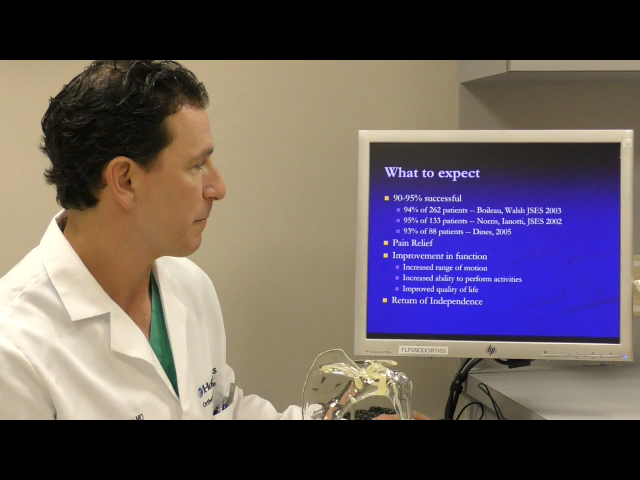 What to expect
90-95% successful
94% of 262 patients -- Boileau, Walsh JSES 2003
95% of 133 patients -- Norris, Ianotti, JSES 2002
93% of 88 patients -- Dines, 2005
Pain Relief
Improvement in function
Increased range of motion
Increased ability to perform activities
Improved quality of life
Return of Independence
hp
MD